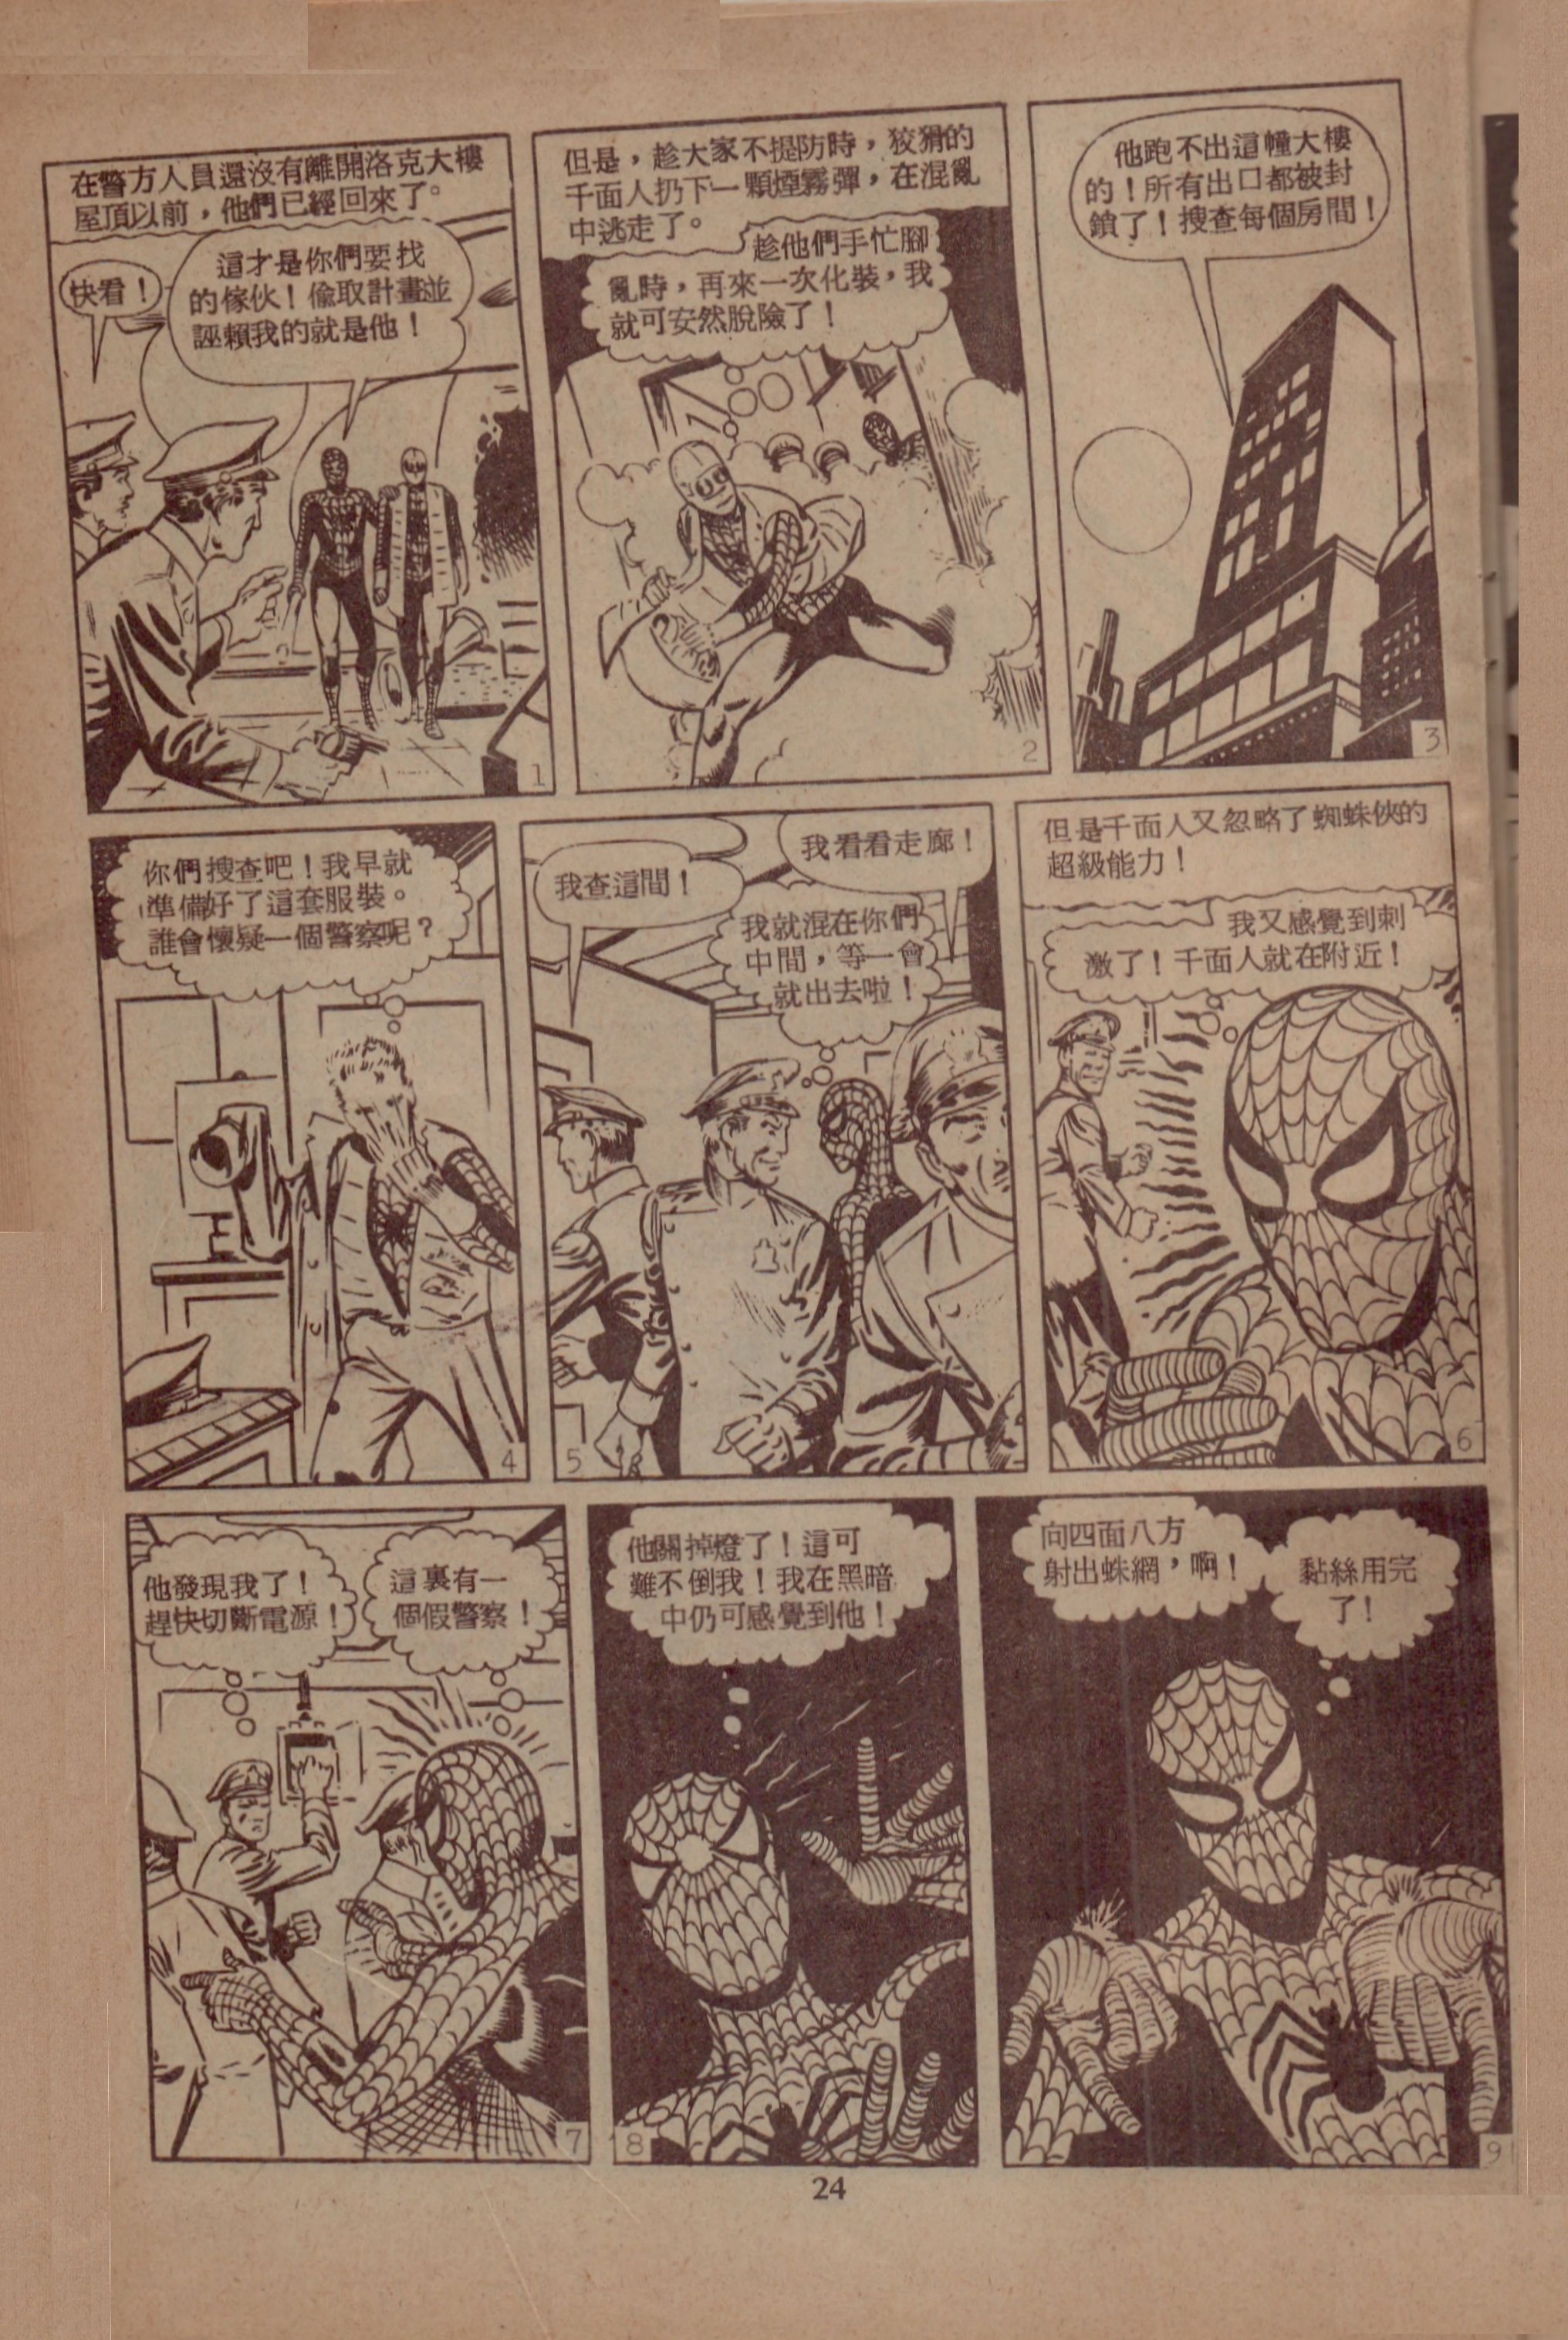 在警方人員還沒有離開洛克大樓
屋頂以前，他們已經回來了。
快看！
這才是你們要找
的傢伙！偷取計畫並
誣賴我的就是他！
1
但是，趁大家不提防時，狡猾的
千面人扔下一顆煙霧彈，在混亂
中逃走了。
趁他們手忙腳
亂時，再來一次化裝，我
就可安然脫險了！
2
他跑不出這幢大樓
的！所有出口都被封
鎖了！搜查每個房間！
3
你們搜查吧！我早就
準備好了這套服裝。
誰會懷疑一個警察呢？
4
我查這間！
我看看走廊！
我就混在你們
中間，等一會
就出去啦！
5
但是千面人又忽略了蜘蛛俠的
超級能力！
我又感覺到刺
激了！千面人就在附近！
6
他發現我了！
趕快切斷電源！
這裏有一
個假警察！
7
他關掉燈了！這可
難不倒我！我在黑暗
中仍可感覺到他！
8
向四面八方
射出蛛網，啊！
黏絲用完
了！
9
24